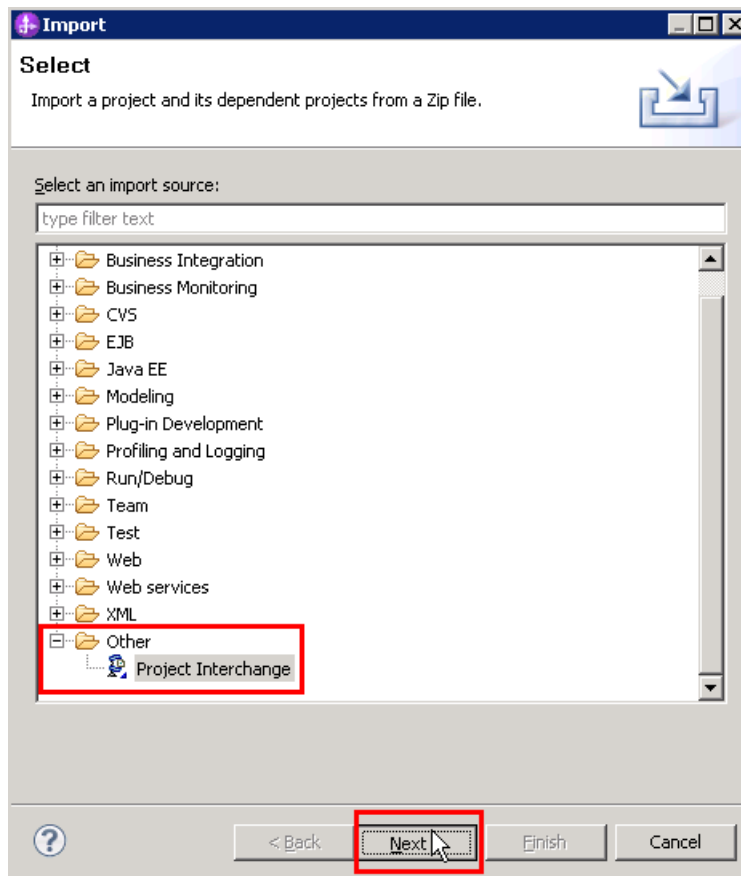 Import
Select
Import a project and its dependent projects from a Zip file.
Select an import source:
type filter text
Business Integration
Business Monitoring
CVS
EJB
Java EE
Modeling
Plug-in Development
Profiling and Logging
Run/Debug
Team
Test
Web
Web services
XML
Other
Project Interchange
? < Back Next Finish Cancel